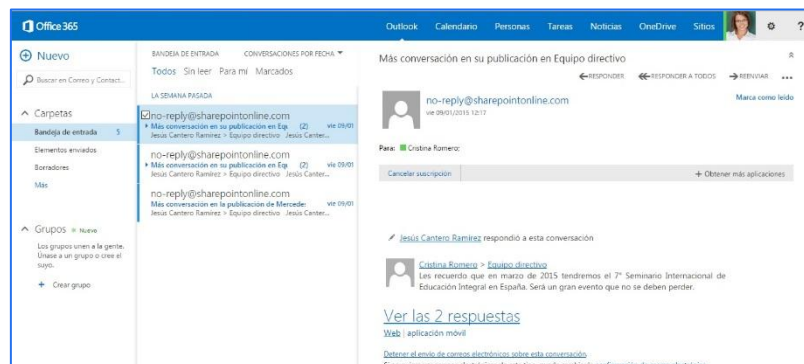 Office 365
Outlook Calendario Personas Tareas Noticias OneDrive Sitios ?
Nuevo
Buscar en Correo y Contact...
Carpetas
Bandeja de entrada 5
Elementos enviados
Borradores
Más
Grupos Nuevo
Los grupos unen a la gente.
Únase a un grupo o cree el
suyo.
+ Crear grupo
BANDEJA DE ENTRADA CONVERSACIONES POR FECHA
Todos Sin leer Para mí Marcados
LA SEMANA PASADA
no-reply@sharepointonline.com
Más conversación en su publicación en Equ (2) vie 09/01
Jesús Cantero Ramírez > Equipo directivo Jesús Canter...
no-reply@sharepointonline.com
Más conversación en su publicación en Equ (2) vie 09/01
Jesús Cantero Ramírez > Equipo directivo Jesús Canter...
no-reply@sharepointonline.com
Más conversación en la publicación de Mercede: vie 09/01
Jesús Cantero Ramírez > Equipo directivo Jesús Canter...
Más conversación en su publicación en Equipo directivo
RESPONDER RESPONDER A TODOS REENVIAR ...
no-reply@sharepointonline.com
vie 09/01/2015 12:17
Marca como leído
Para: Cristina Romero;
Cancelar suscripción + Obtener más aplicaciones
Jesús Cantero Ramírez respondió a esta conversación
Cristina Romero > Equipo directivo
Les recuerdo que en marzo de 2015 tendremos el 7° Seminario Internacional de
Educación Integral en España. Será un gran evento que no se deben perder.
Ver las 2 respuestas
Web | aplicación móvil
Detener el envío de correos electrónicos sobre esta conversación.